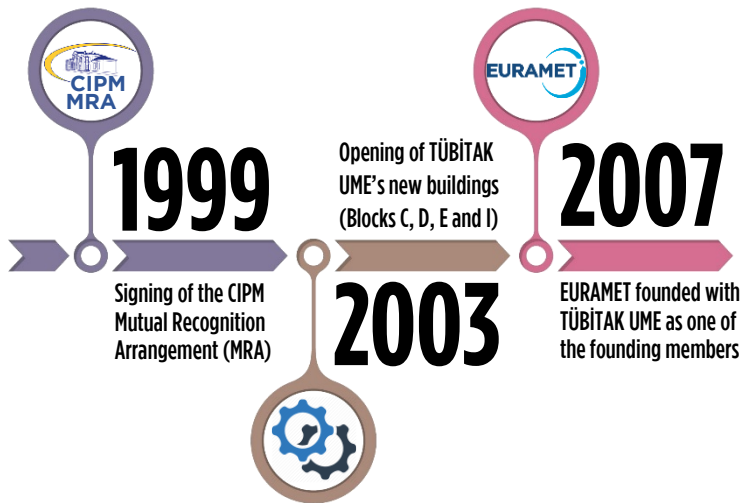 CIPM
MRA
1999
Signing of the CIPM
Mutual Recognition
Arrangement (MRA)
Opening of TÜBİTAK
UME’s new buildings
(Blocks C, D, E and I)
2003
EURAMET
2007
EURAMET founded with
TÜBİTAK UME as one of
the founding members